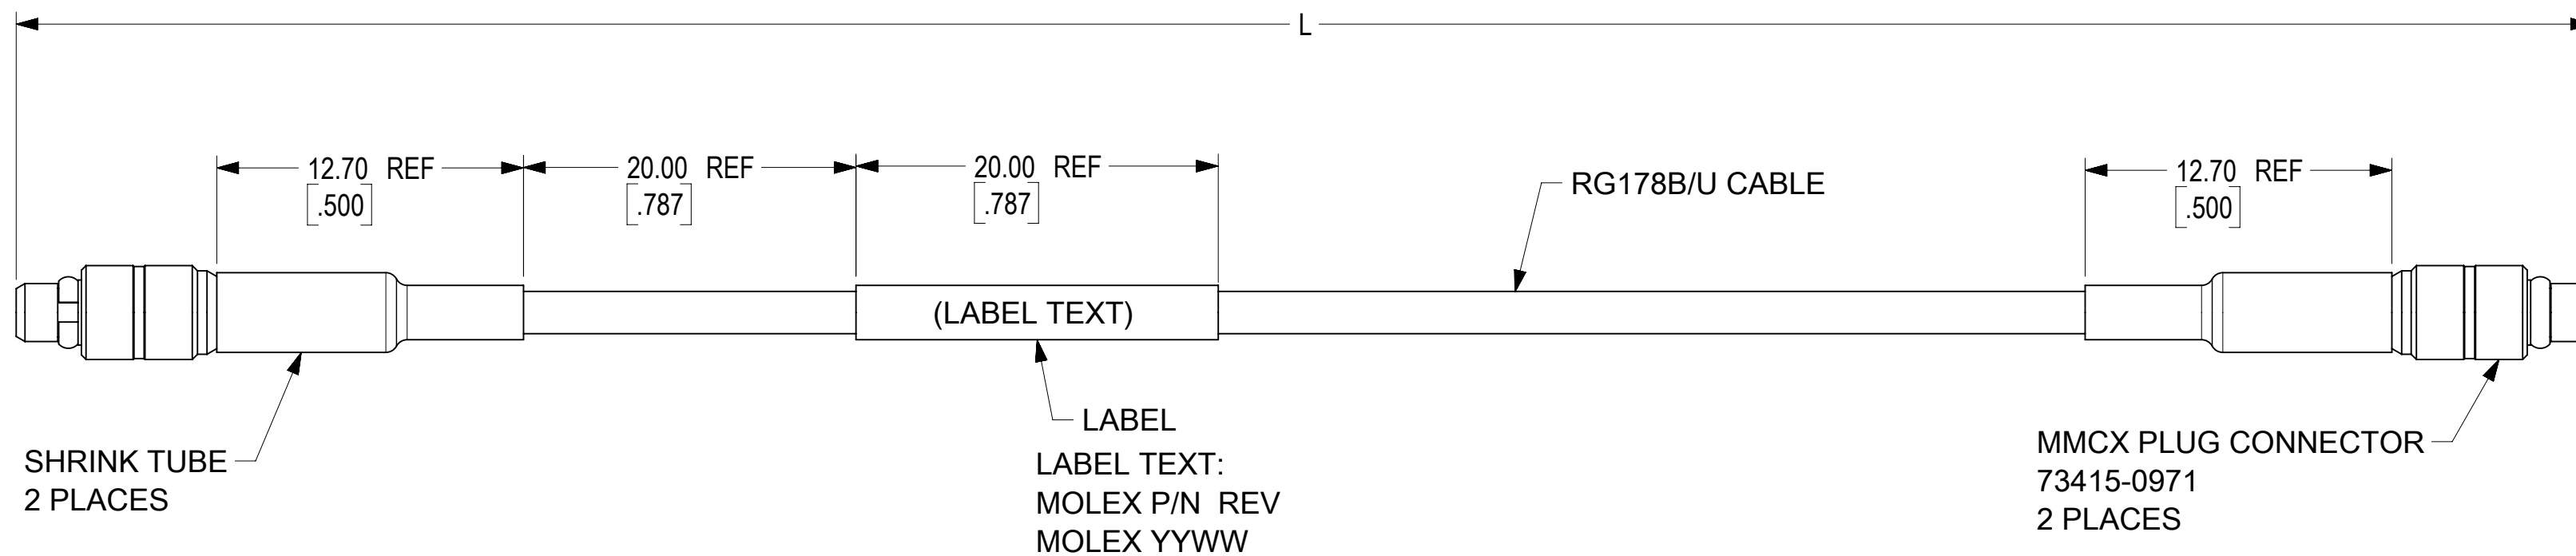 L
12.70 REF
[.500]
20.00 REF
[.787]
20.00 REF
[.787]
RG178B/U CABLE
12.70 REF
[.500]
(LABEL TEXT)
SHRINK TUBE
2 PLACES
LABEL
LABEL TEXT:
MOLEX P/N REV
MOLEX YYWW
MMCX PLUG CONNECTOR
73415-0971
2 PLACES